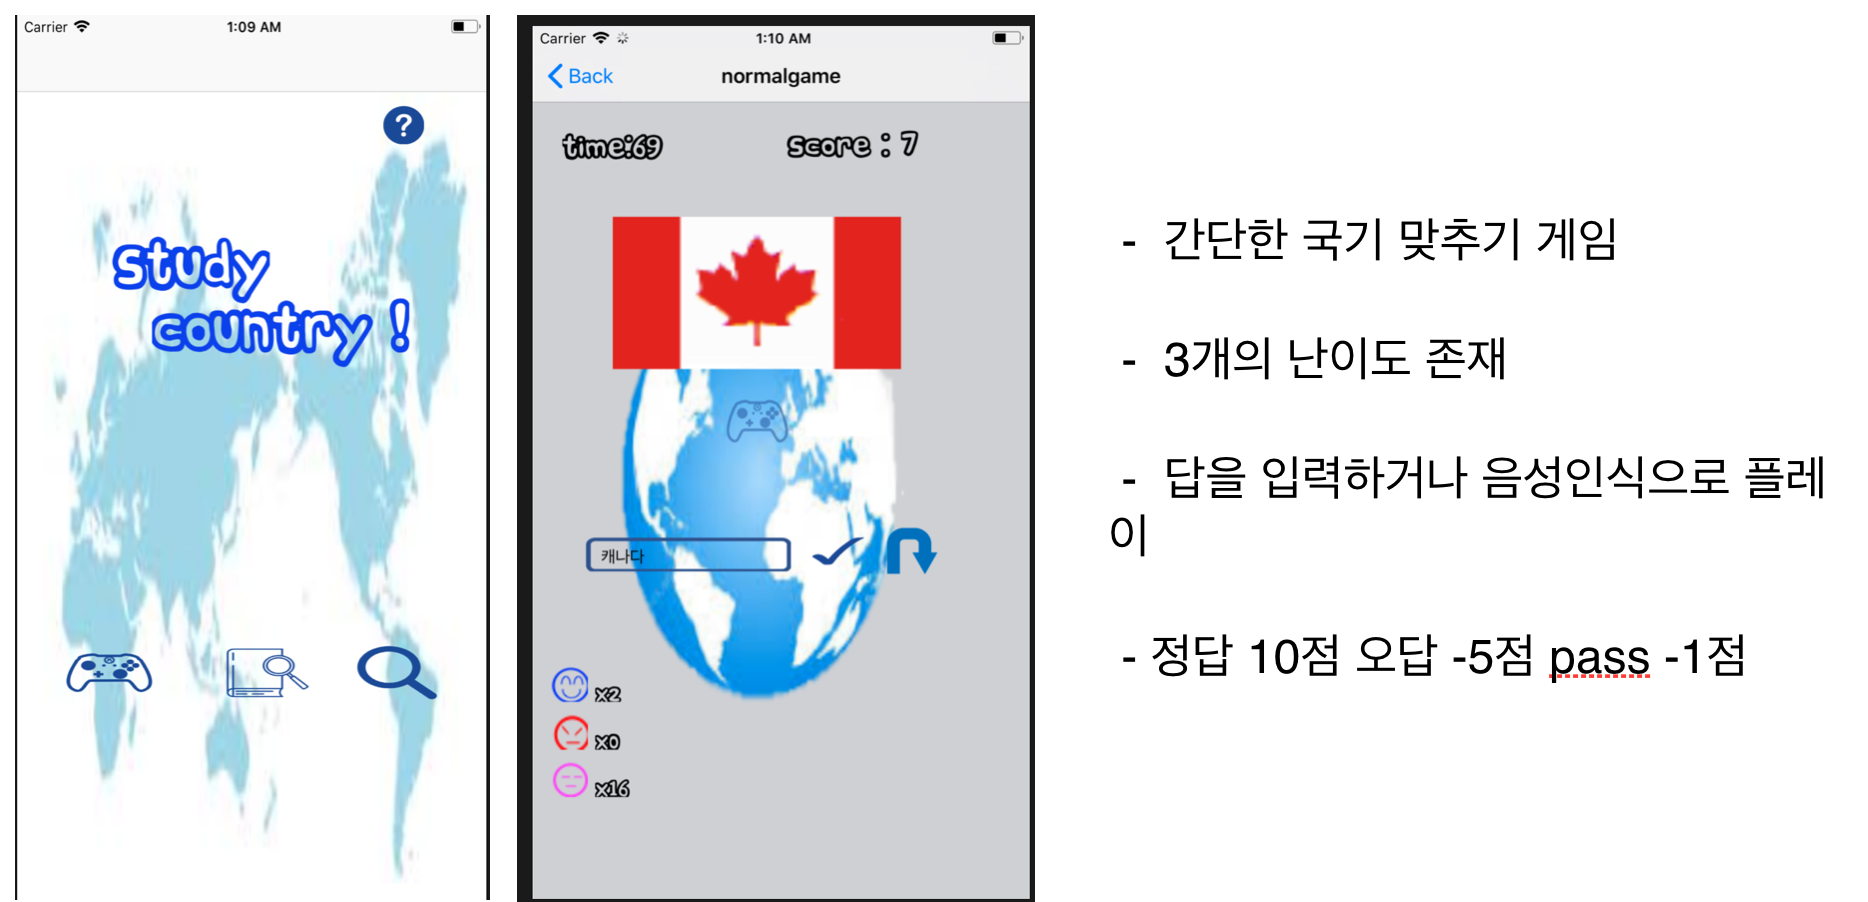 Carrier 1:09 AM
?
study
country !
Carrier 1:10 AM
Back normalgame
time:69 score : 7
캐나다
x2
x0
x16
- 간단한 국기 맞추기 게임
- 3개의 난이도 존재
- 답을 입력하거나 음성인식으로 플레
이
- 정답 10점 오답 -5점 pass -1점